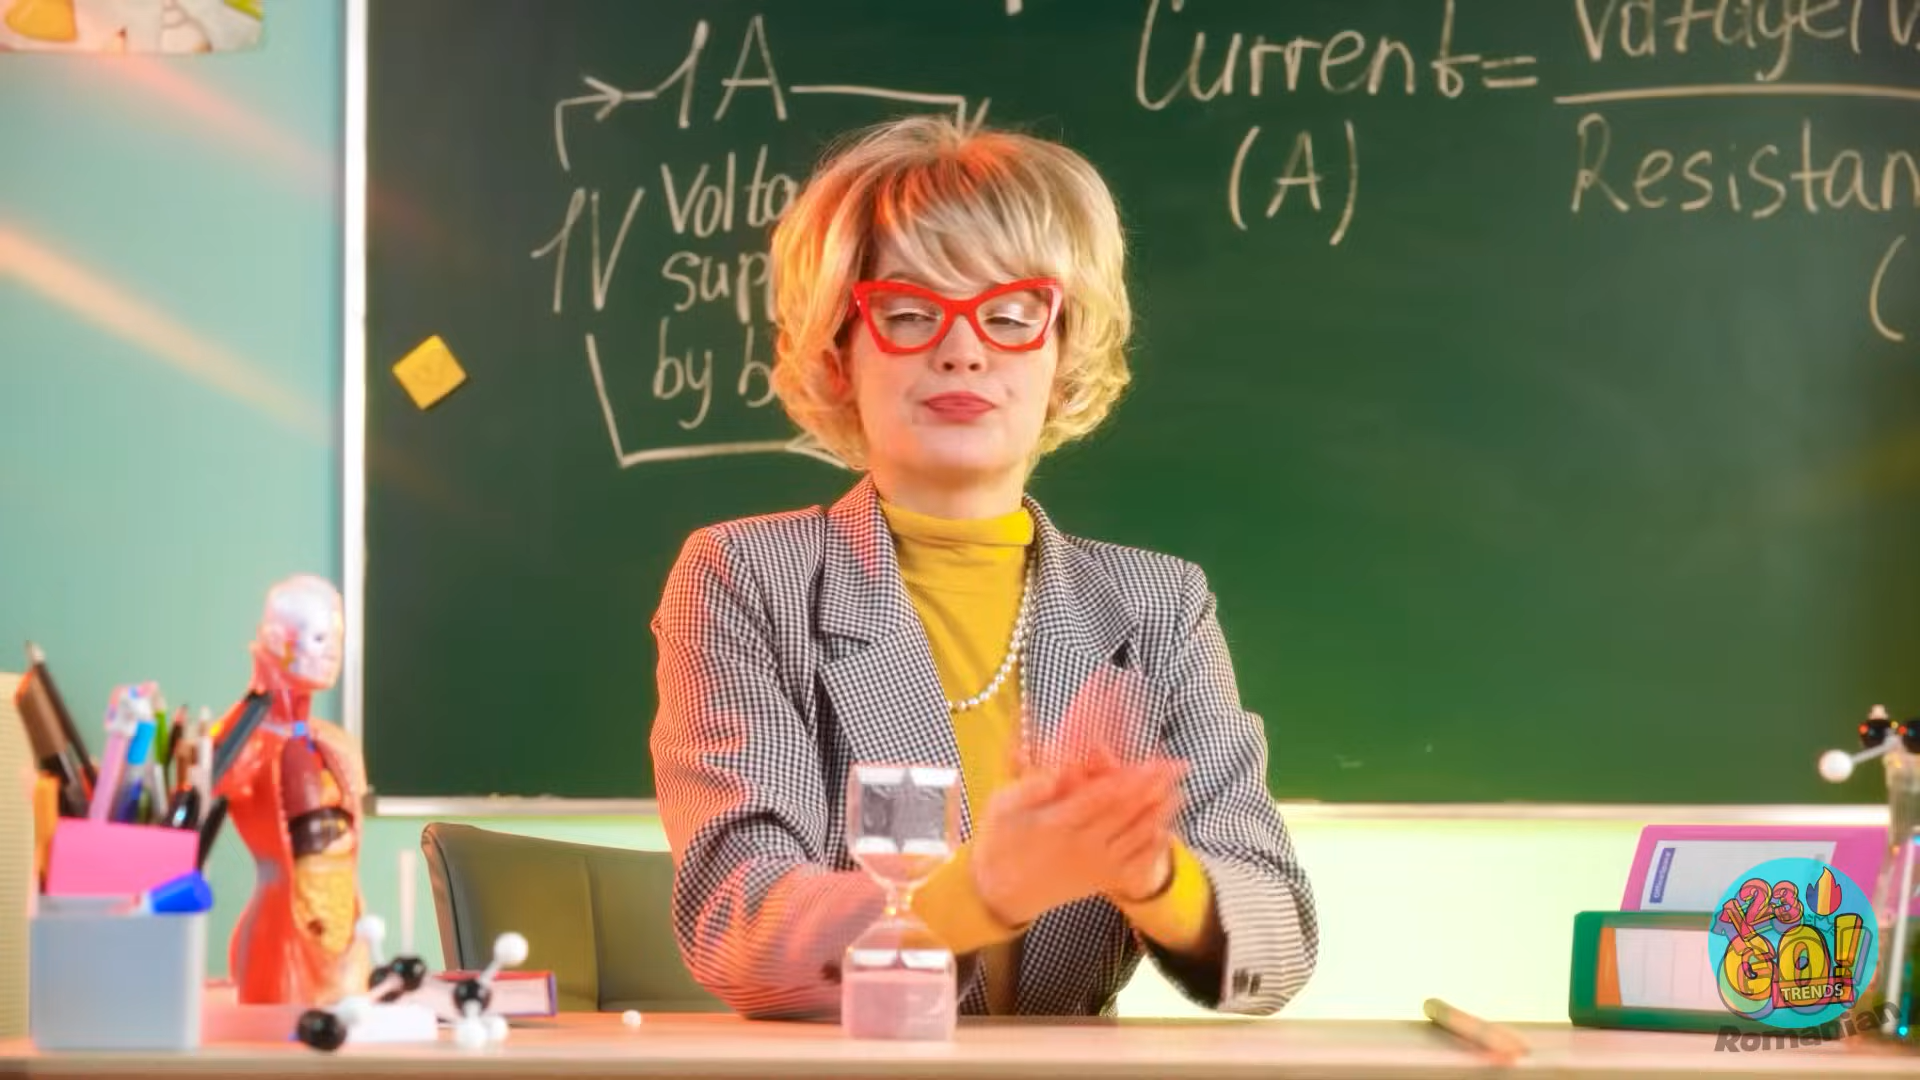 1A
Current =
(A)
Resistan
1V
Volta
sup
by b
(
123
GO!
TRENDS
Romanian